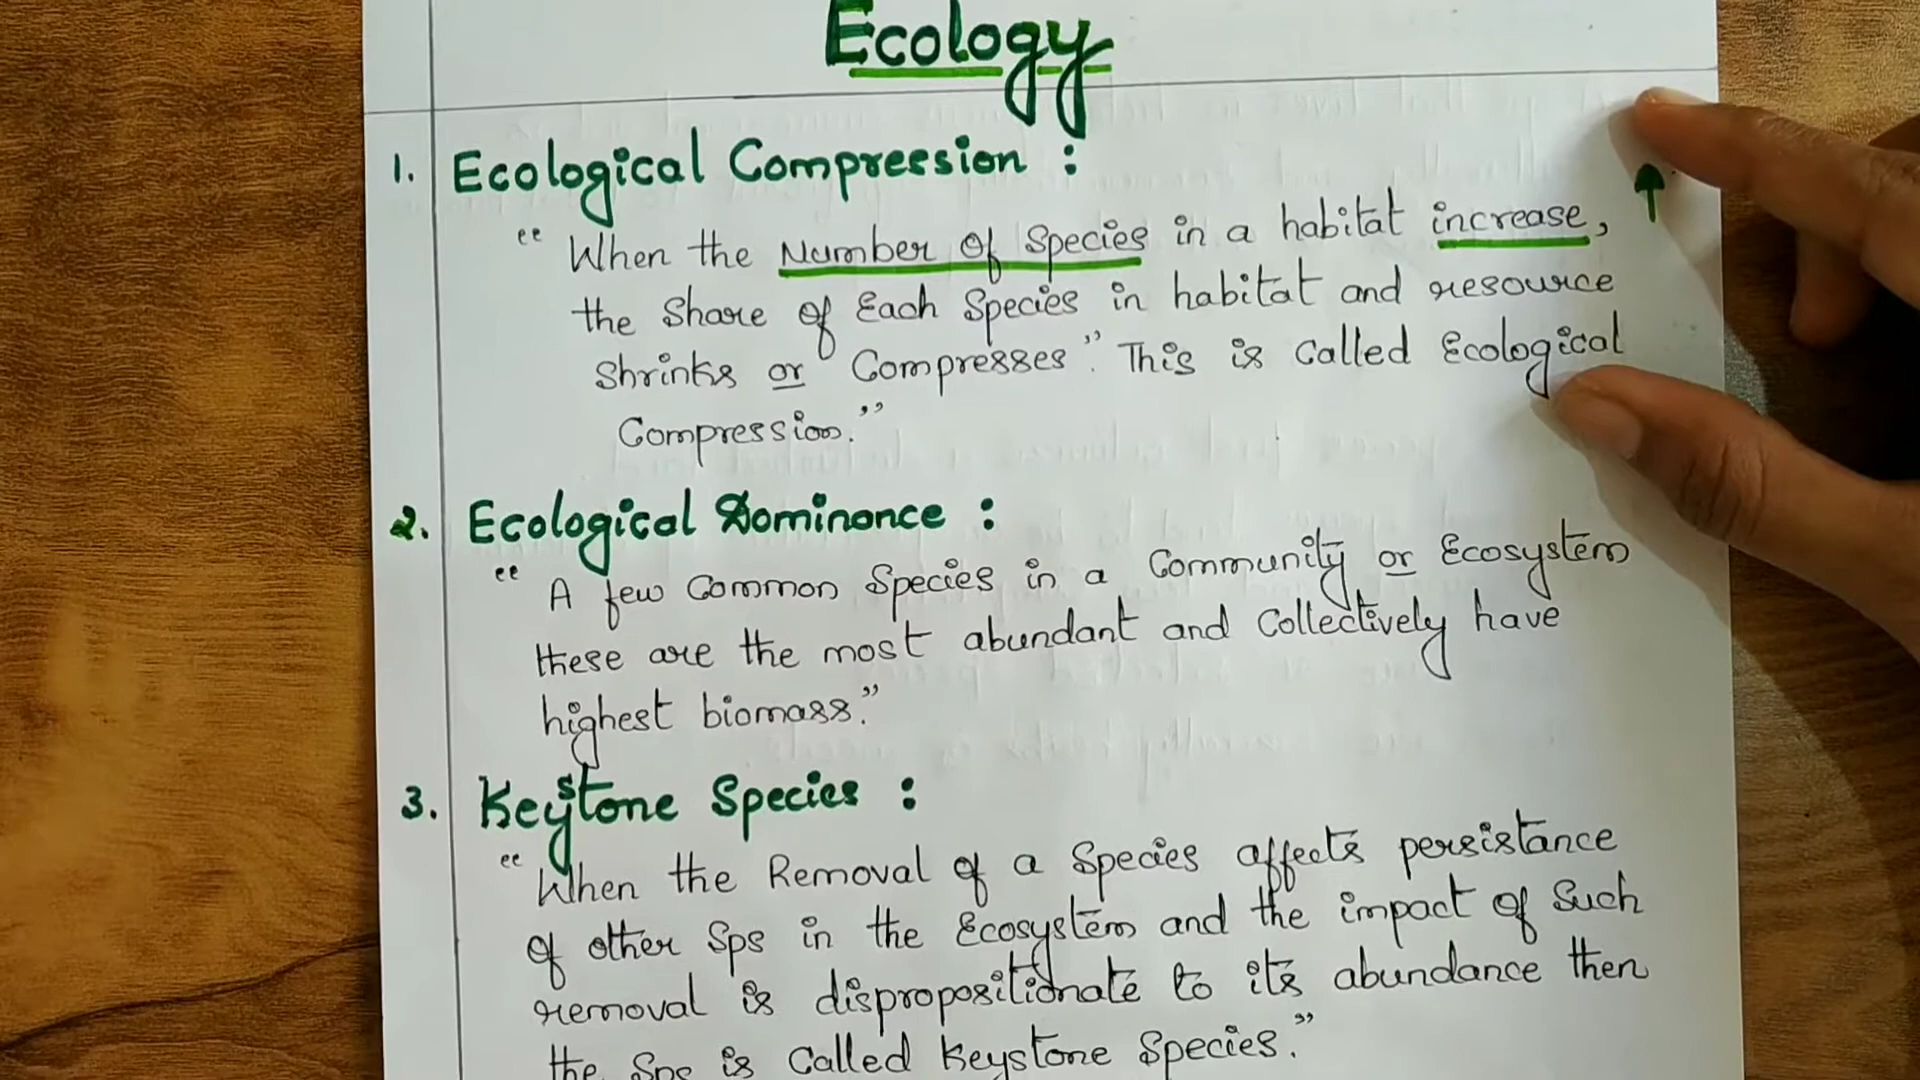 Ecology
1. Ecological Compression :
"When the Number of Species in a habitat increase,
the Share of Each Species in habitat and resource
Shrinks or Compresses". This is Called Ecological
Compression."
2. Ecological Dominance :
"A few Common Species in a Community or Ecosystem
these are the most abundant and Collectively have
highest biomass."
3. Keystone Species :
"When the Removal of a Species affects persistance
of other Sps in the Ecosystem and the impact of Such
removal is dispropositionate to its abundance then
the Sps is Called Keystone Species."